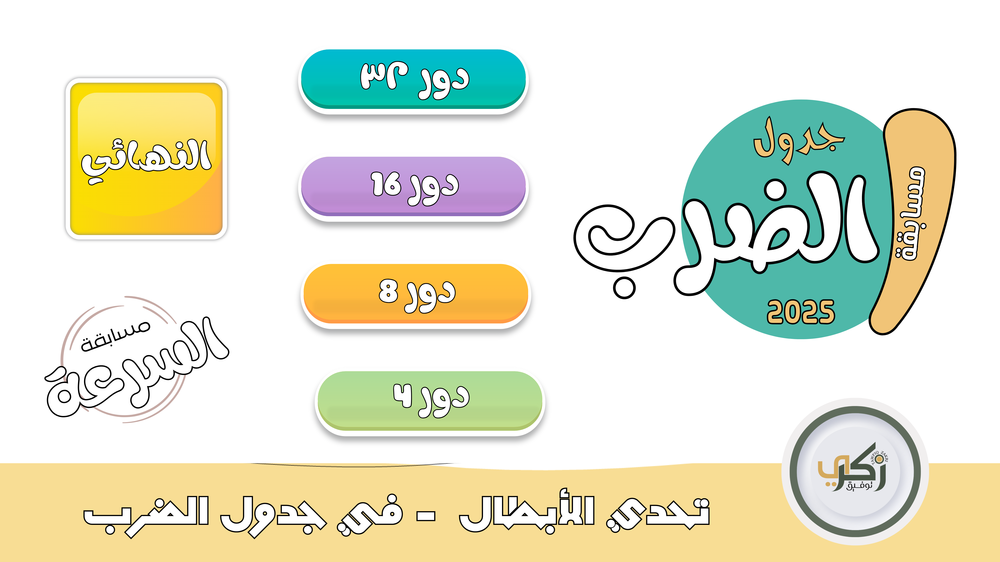 مسابقة
جدول
الضرب
2025
دور ٣٢
دور 16
دور 8
دور 4
النهائي
مسابقة
السرعة
زكري
توفيق
TAWFIQ ZAKRI
تحدي الأبطال - في جدول الضرب